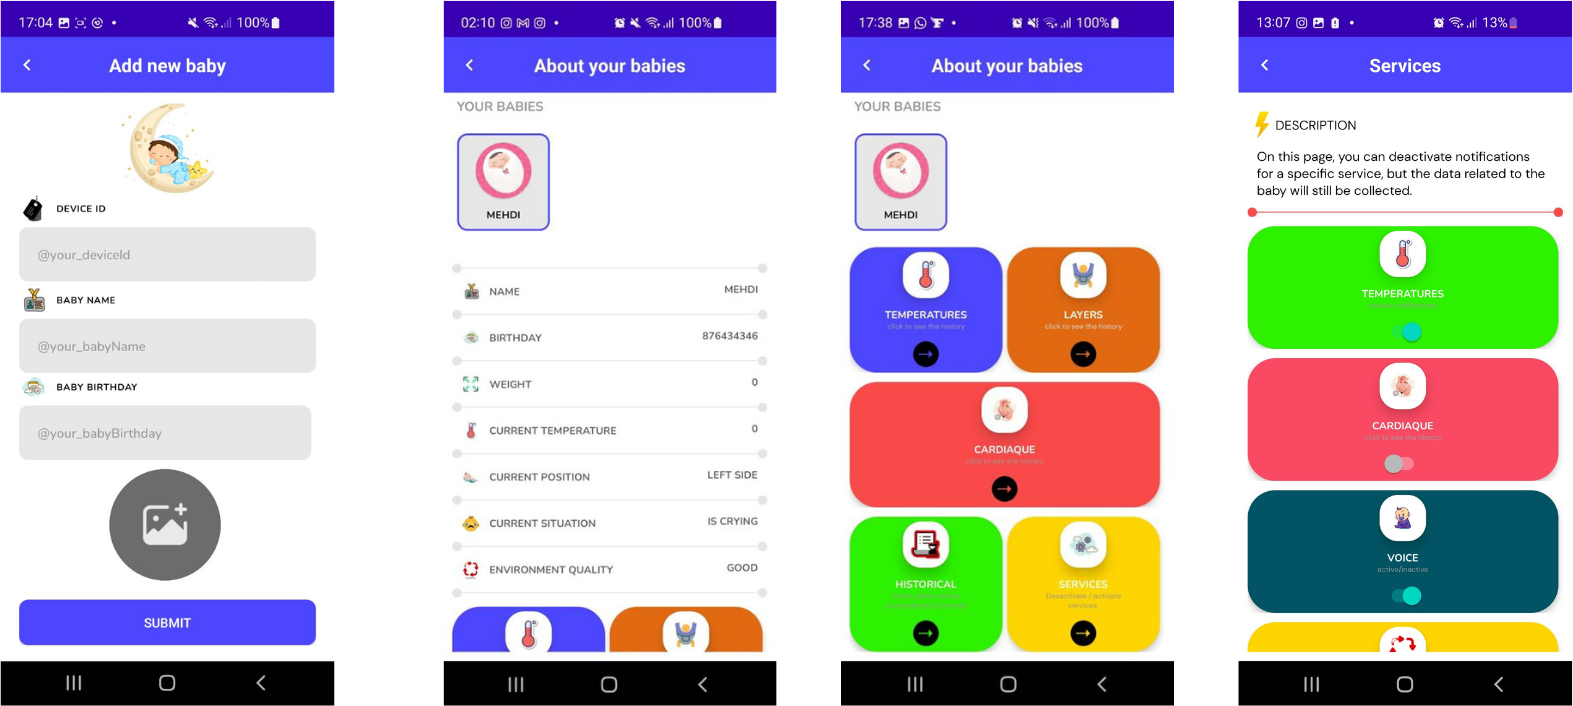 17:04
100%
Add new baby
DEVICE ID
@your_deviceId
BABY NAME
@your_babyName
BABY BIRTHDAY
@your_babyBirthday
SUBMIT
02:10
100%
About your babies
YOUR BABIES
MEHDI
NAME MEHDI
BIRTHDAY 876434346
WEIGHT 0
CURRENT TEMPERATURE 0
CURRENT POSITION LEFT SIDE
CURRENT SITUATION IS CRYING
ENVIRONMENT QUALITY GOOD
17:38
100%
About your babies
YOUR BABIES
MEHDI
TEMPERATURES
click to see the history
LAYERS
click to see the history
CARDIAQUE
click to see the history
HISTORICAL
SERVICES
Desactivate / activate
services
13:07
13%
Services
DESCRIPTION
On this page, you can deactivate notifications
for a specific service, but the data related to the
baby will still be collected.
TEMPERATURES
CARDIAQUE
click to see the history
VOICE
active/inactive